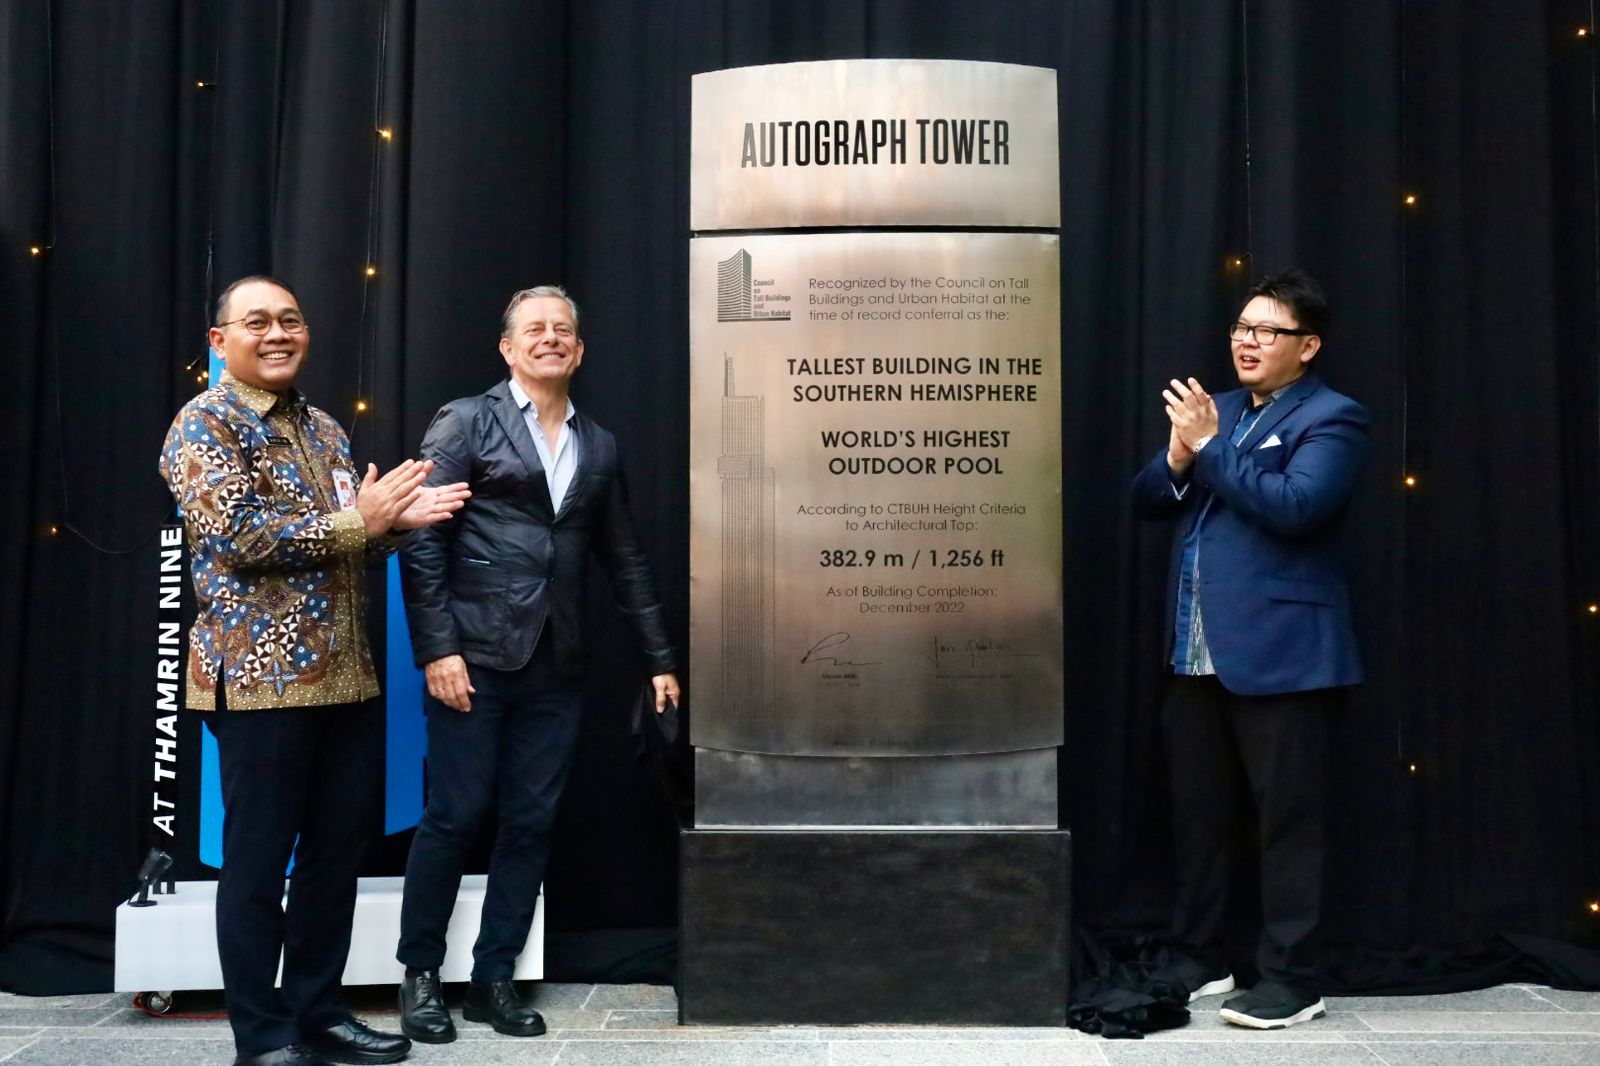 AUTOGRAPH TOWER
Council
on
Tall Buildings
and
Urban Habitat
Recognized by the Council on Tall
Buildings and Urban Habitat at the
time of record conferral as the:
TALLEST BUILDING IN THE
SOUTHERN HEMISPHERE
WORLD'S HIGHEST
OUTDOOR POOL
According to CTBUH Height Criteria
to Architectural Top:
382.9 m / 1,256 ft
As of Building Completion:
December 2022
AT THAMRIN NINE